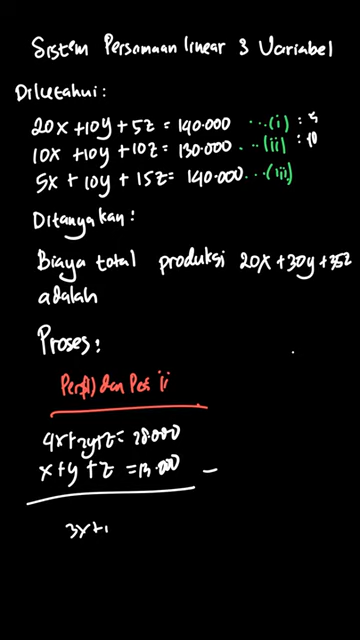 Sistem Persamaan linear 3 Variabel
Diketahui:
20x + 10y + 5z = 140.000 ...(i) : 5
10x + 10y + 10z = 130.000 ...(ii) : 10
5x + 10y + 15z = 140.000 ...(iii)
Ditanyakan:
Biaya total produksi 20x + 30y + 35z
adalah
Proses:
Pers(i) dan Pers ii
4x + 2y + z = 28.000
x + y + z = 13.000 —
3x +